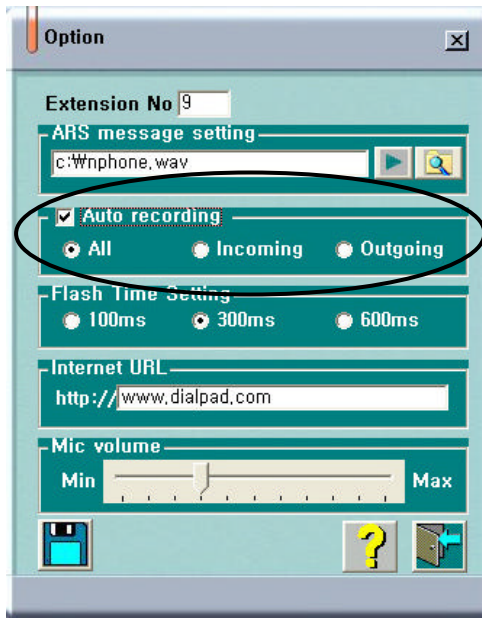 Option
Extension No 9
ARS message setting
c:₩nphone,wav
Auto recording
All Incoming Outgoing
Flash Time Setting
100ms 300ms 600ms
Internet URL
http://www,dialpad,com
Mic volume
Min Max